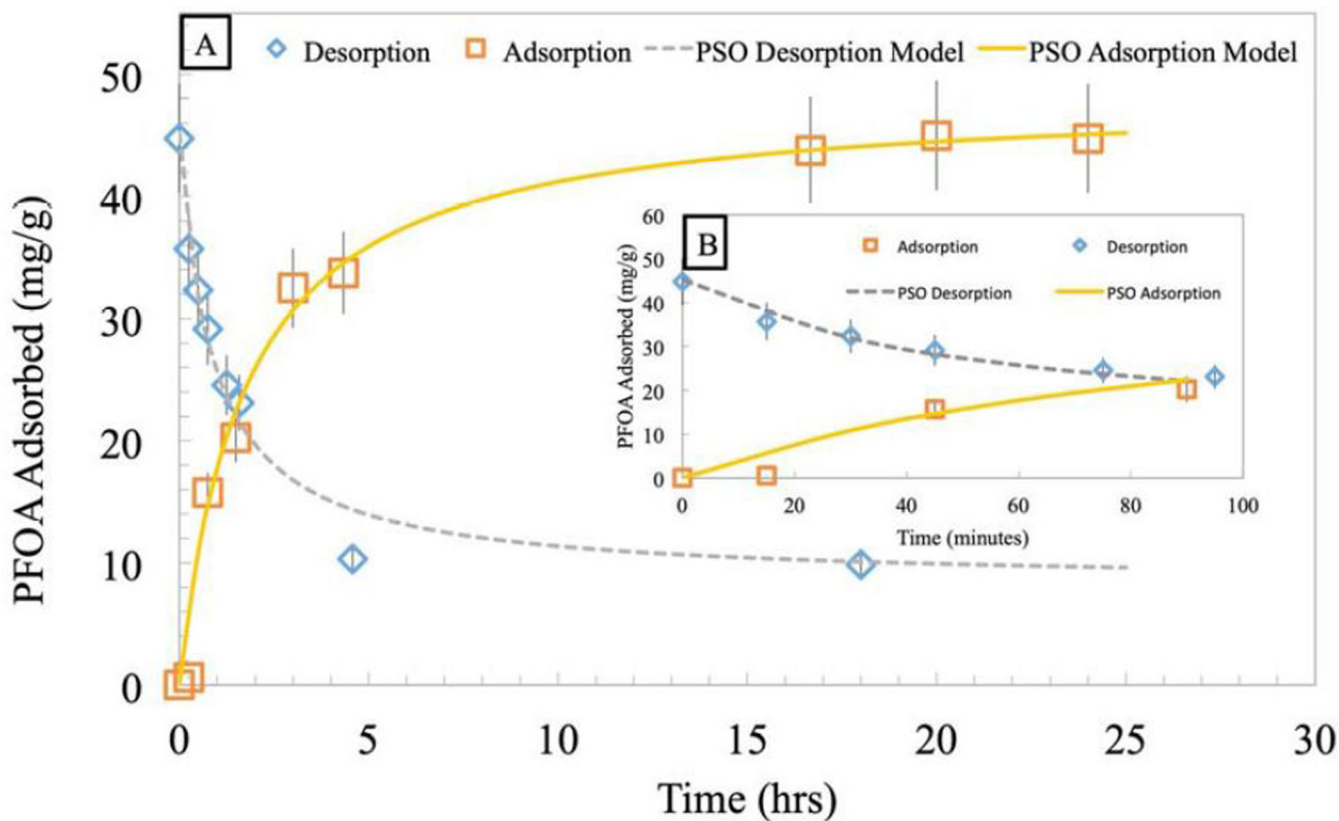 A
Desorption
Adsorption
PSO Desorption Model
PSO Adsorption Model
50
40
30
20
10
0
PFOA Adsorbed (mg/g)
0 5 10 15 20 25 30
Time (hrs)
B
Adsorption
Desorption
PSO Desorption
PSO Adsorption
60
50
40
30
20
10
0
PFOA Adsorbed (mg/g)
0 20 40 60 80 100
Time (minutes)